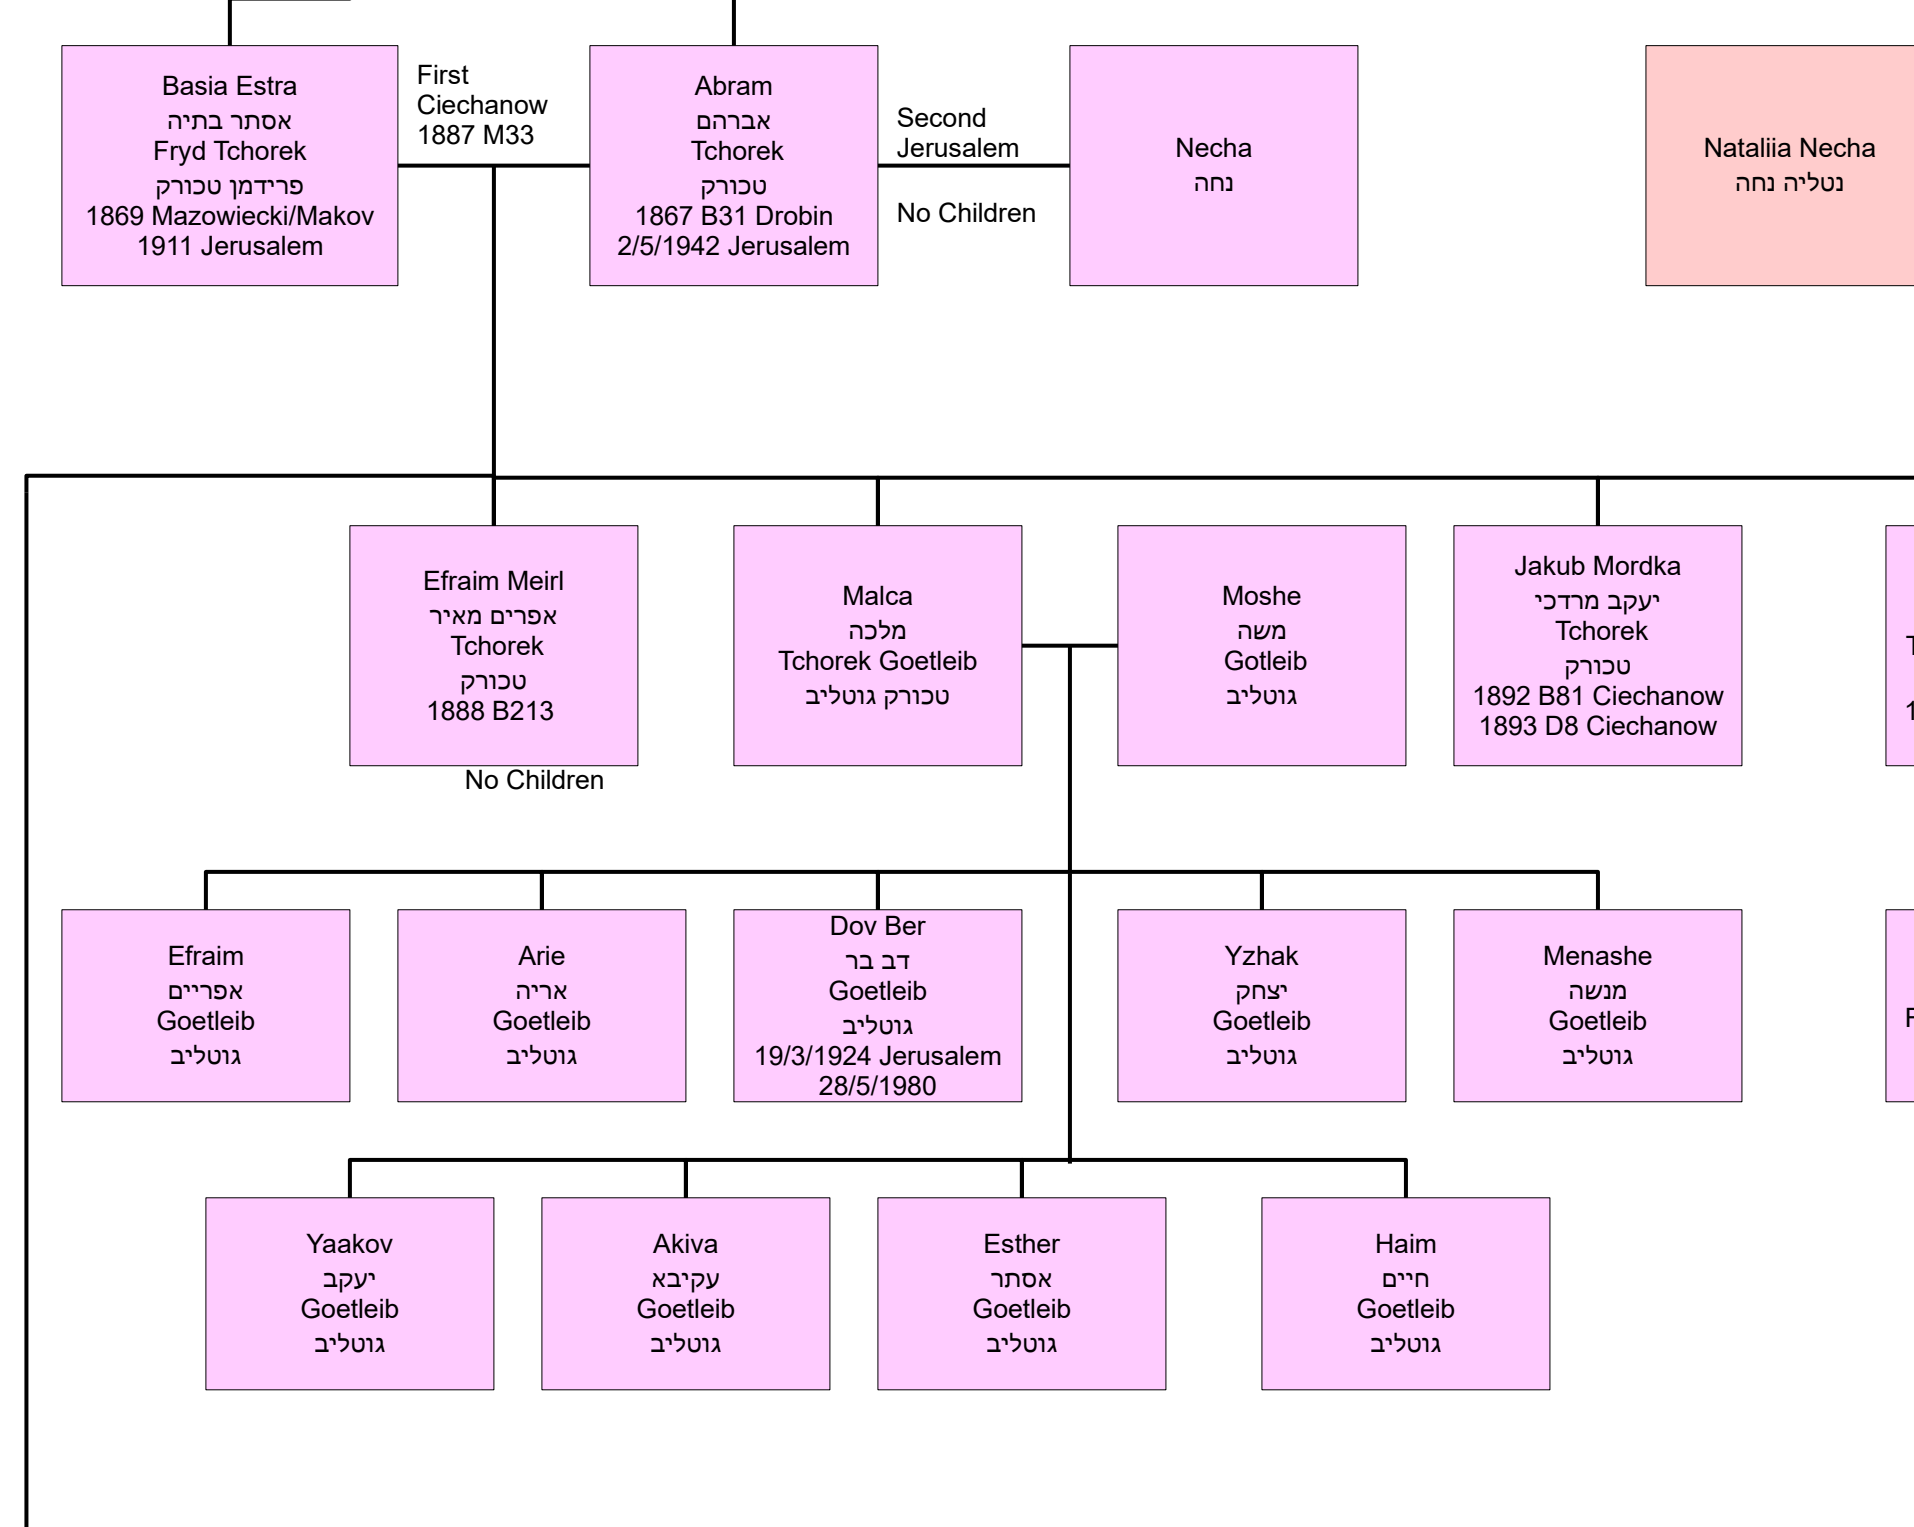 Basia Estra
אסתר בתיה
Fryd Tchorek
פרידמן טכורק
1869 Mazowiecki/Makov
1911 Jerusalem
First
Ciechanow
1887 M33
Abram
אברהם
Tchorek
טכורק
1867 B31 Drobin
2/5/1942 Jerusalem
Second
Jerusalem
No Children
Necha
נחה
Nataliia Necha
נטליה נחה
Efraim Meirl
אפרים מאיר
Tchorek
טכורק
1888 B213
No Children
Malca
מלכה
Tchorek Goetleib
טכורק גוטליב
Moshe
משה
Gotleib
גוטליב
Jakub Mordka
יעקב מרדכי
Tchorek
טכורק
1892 B81 Ciechanow
1893 D8 Ciechanow
Efraim
אפריים
Goetleib
גוטליב
Arie
אריה
Goetleib
גוטליב
Dov Ber
דב בר
Goetleib
גוטליב
19/3/1924 Jerusalem
28/5/1980
Yzhak
יצחק
Goetleib
גוטליב
Menashe
מנשה
Goetleib
גוטליב
Yaakov
יעקב
Goetleib
גוטליב
Akiva
עקיבא
Goetleib
גוטליב
Esther
אסתר
Goetleib
גוטליב
Haim
חיים
Goetleib
גוטליב